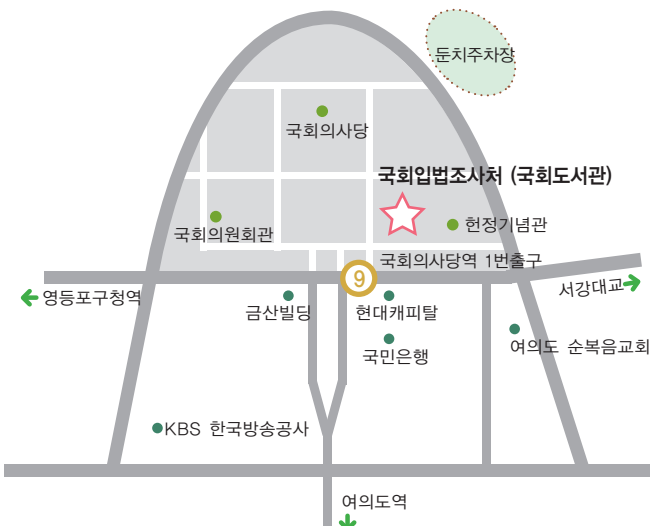 둔치주차장
국회의사당
국회입법조사처 (국회도서관)
헌정기념관
국회의원회관
국회의사당역 1번출구
9
영등포구청역
서강대교
금산빌딩
현대캐피탈
국민은행
여의도 순복음교회
KBS 한국방송공사
여의도역